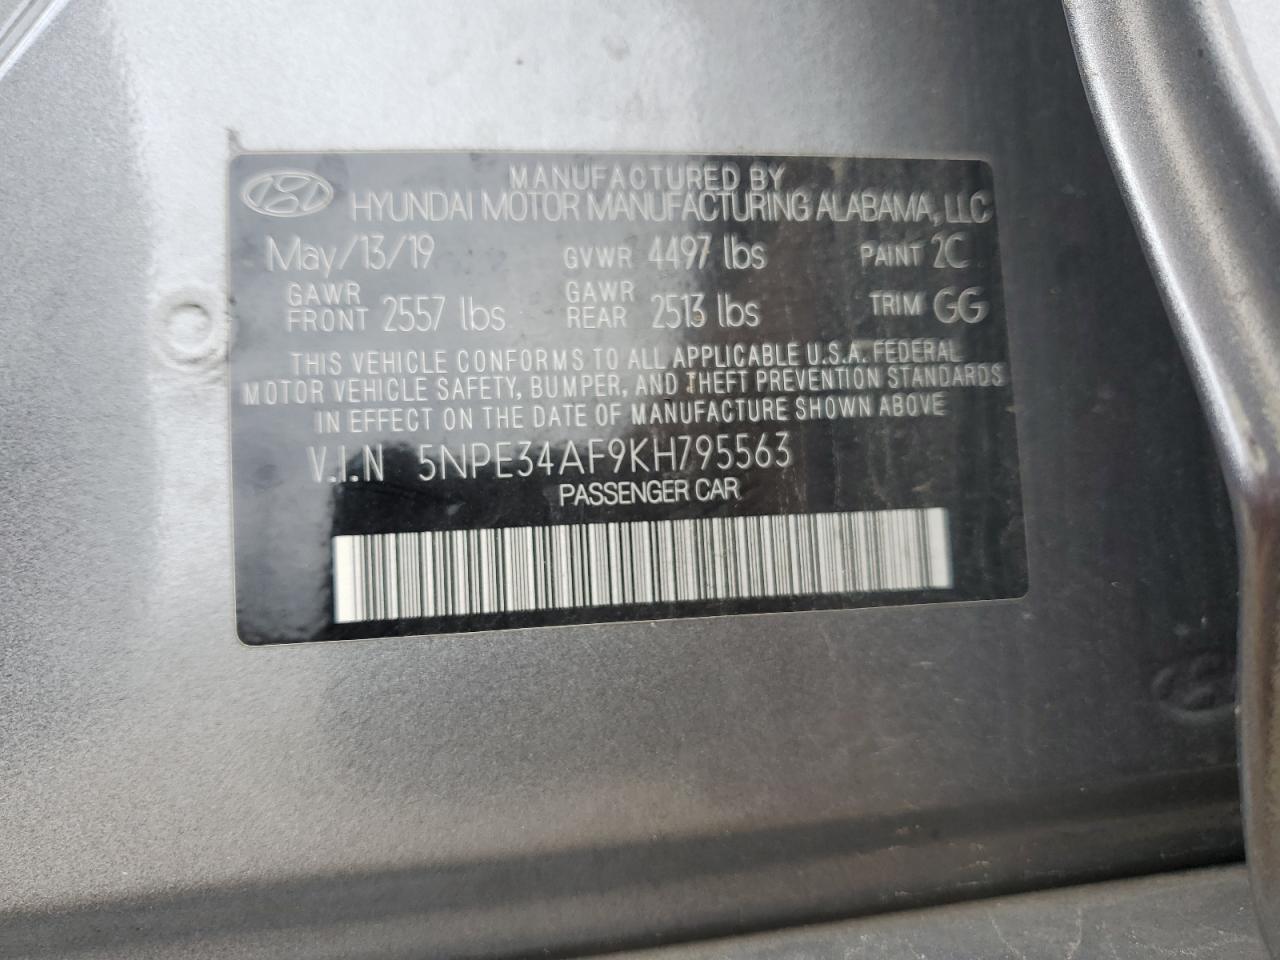 MANUFACTURED BY
HYUNDAI MOTOR MANUFACTURING ALABAMA, LLC
May/13/19 GVWR 4497 lbs PAINT 2C
GAWR FRONT 2557 lbs GAWR REAR 2513 lbs TRIM GG
THIS VEHICLE CONFORMS TO ALL APPLICABLE U.S.A. FEDERAL
MOTOR VEHICLE SAFETY, BUMPER, AND THEFT PREVENTION STANDARDS
IN EFFECT ON THE DATE OF MANUFACTURE SHOWN ABOVE
V.I.N 5NPE34AF9KH795563
PASSENGER CAR